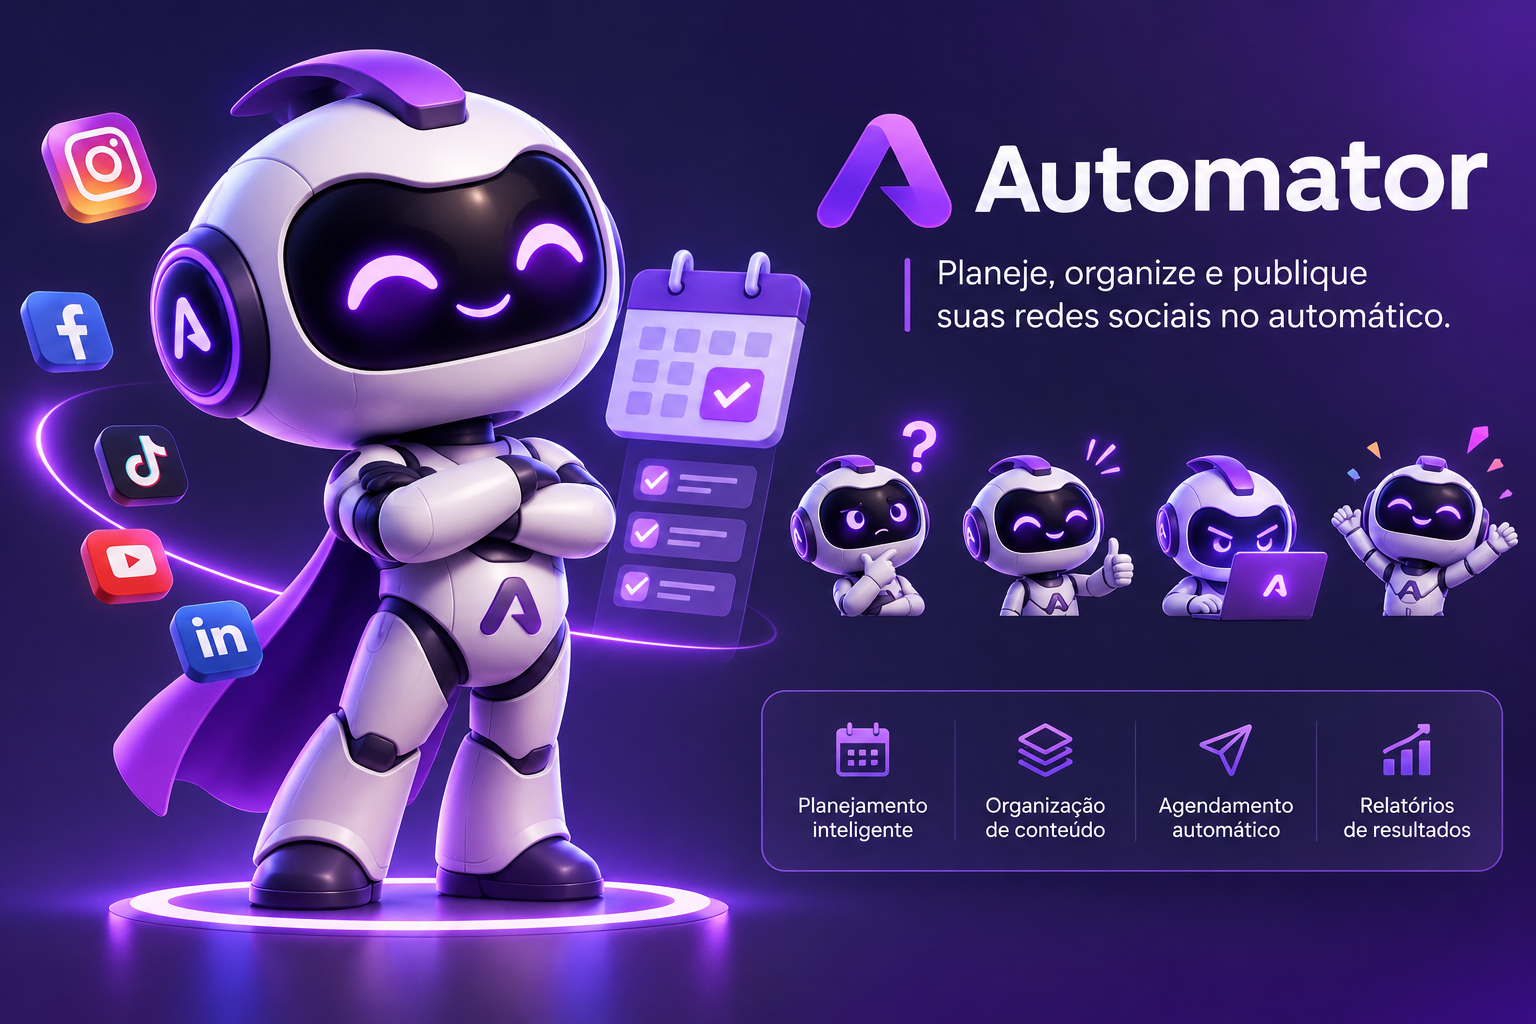 Automator
Planeje, organize e publique
suas redes sociais no automático.
?
in
Planejamento
inteligente
Organização
de conteúdo
Agendamento
automático
Relatórios
de resultados